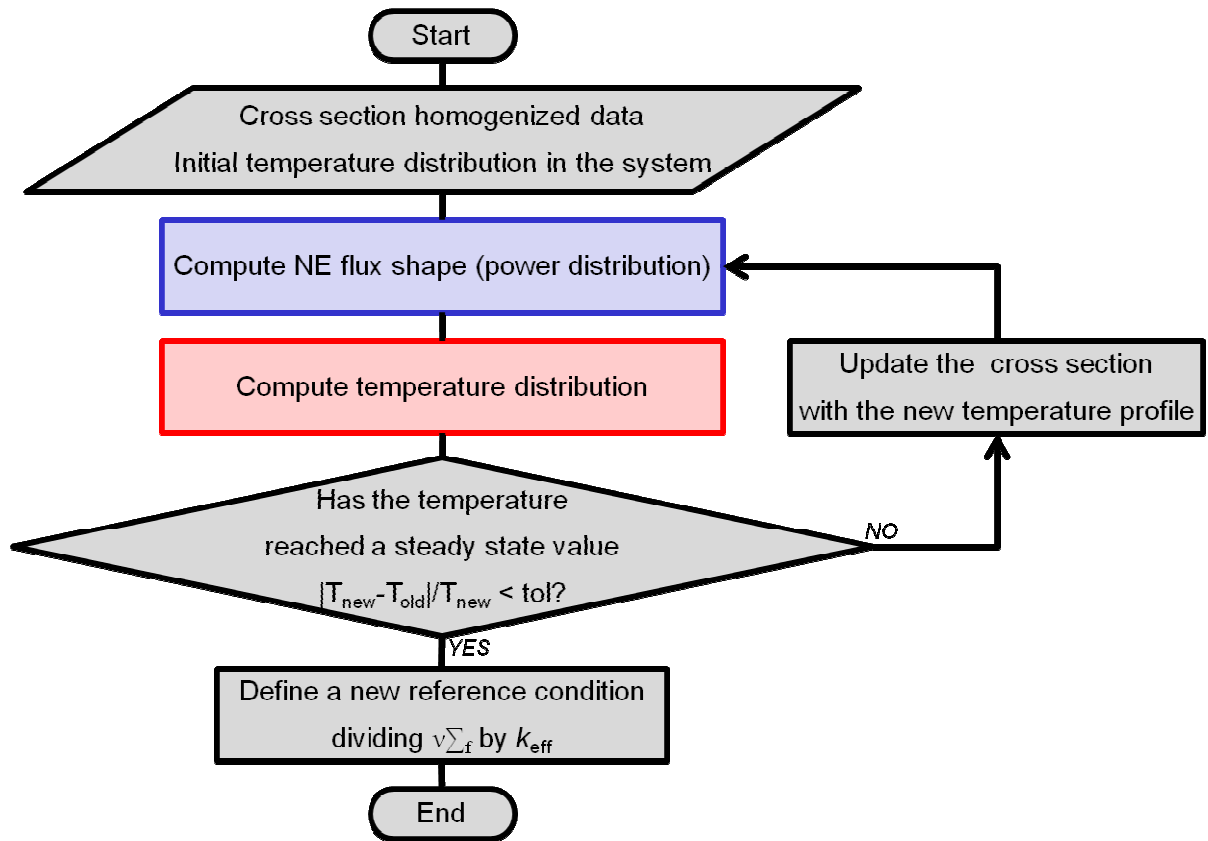 Start
Cross section homogenized data
Initial temperature distribution in the system
Compute NE flux shape (power distribution)
Compute temperature distribution
Update the cross section
with the new temperature profile
Has the temperature
reached a steady state value
|Tnew-Told|/Tnew < tol?
NO
YES
Define a new reference condition
dividing ν∑f by keff
End